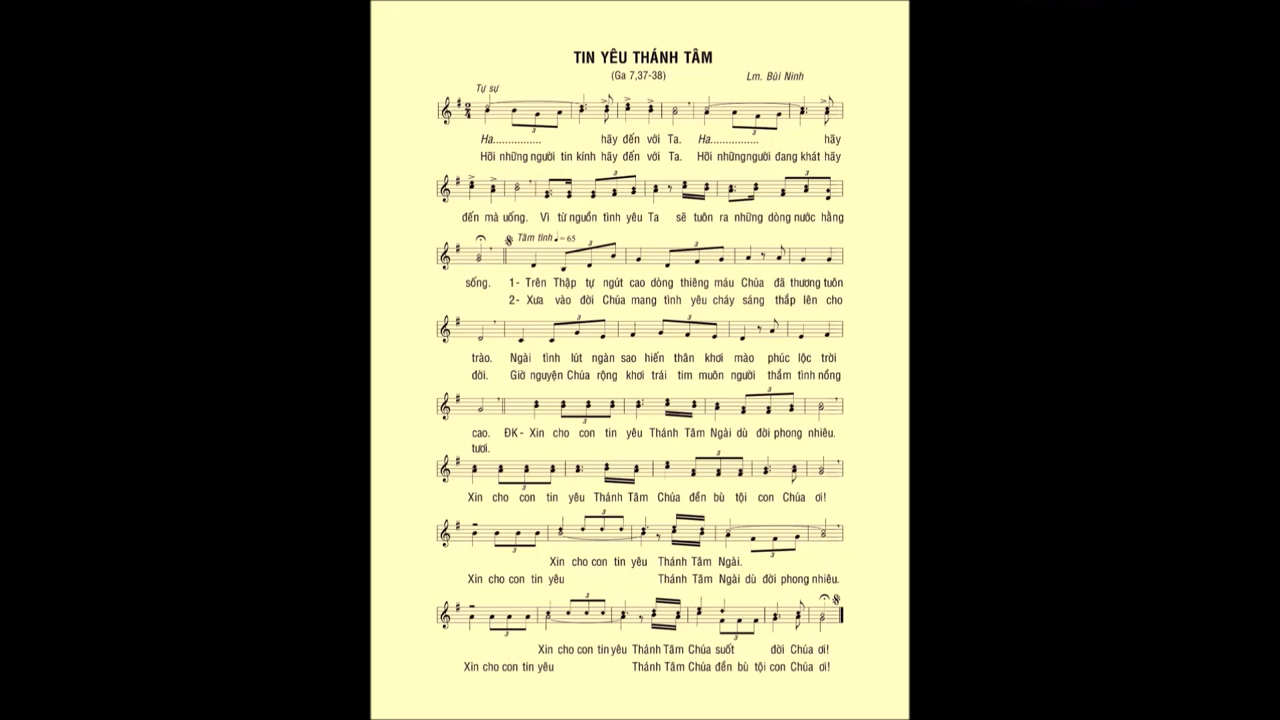 TIN YÊU THÁNH TÂM
(Ga 7,37-38)
Lm. Bùi Ninh
Tự sự
Ha............... hãy đến với Ta. Ha............... hãy
Hỡi những người tin kính hãy đến với Ta. Hỡi nhữngngười đang khát hãy
đến mà uống. Vì từ nguồn tình yêu Ta sẽ tuôn ra những dòng nước hằng
Tâm tình ♩= 65
sống. 1- Trên Thập tự ngút cao dòng thiêng máu Chúa đã thương tuôn
2- Xưa vào đời Chúa mang tình yêu cháy sáng thắp lên cho
trào. Ngài tình lút ngàn sao hiến thân khơi mào phúc lộc trời
đời. Giờ nguyện Chúa rộng khơi trái tim muôn người thắm tình nồng
cao. ĐK- Xin cho con tin yêu Thánh Tâm Ngài dù đời phong nhiêu.
tươi.
Xin cho con tin yêu Thánh Tâm Chúa đền bù tội con Chúa ơi!
Xin cho con tin yêu Thánh Tâm Ngài.
Xin cho con tin yêu Thánh Tâm Ngài dù đời phong nhiêu.
Xin cho con tin yêu Thánh Tâm Chúa suốt đời Chúa ơi!
Xin cho con tin yêu Thánh Tâm Chúa đền bù tội con Chúa ơi!